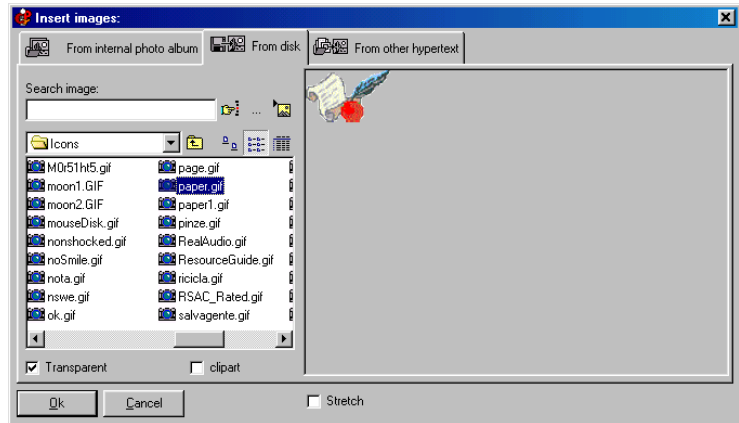 Insert images:
From internal photo album
From disk
From other hypertext
Search image:
...
Icons
M0r51ht5.gif
moon1.GIF
moon2.GIF
mouseDisk.gif
nonshocked.gif
noSmile.gif
nota.gif
nswe.gif
ok.gif
page.gif
paper.gif
paper1.gif
pinze.gif
RealAudio.gif
ResourceGuide.gif
ricicla.gif
RSAC_Rated.gif
salvagente.gif
Transparent
clipart
Ok
Cancel
Stretch